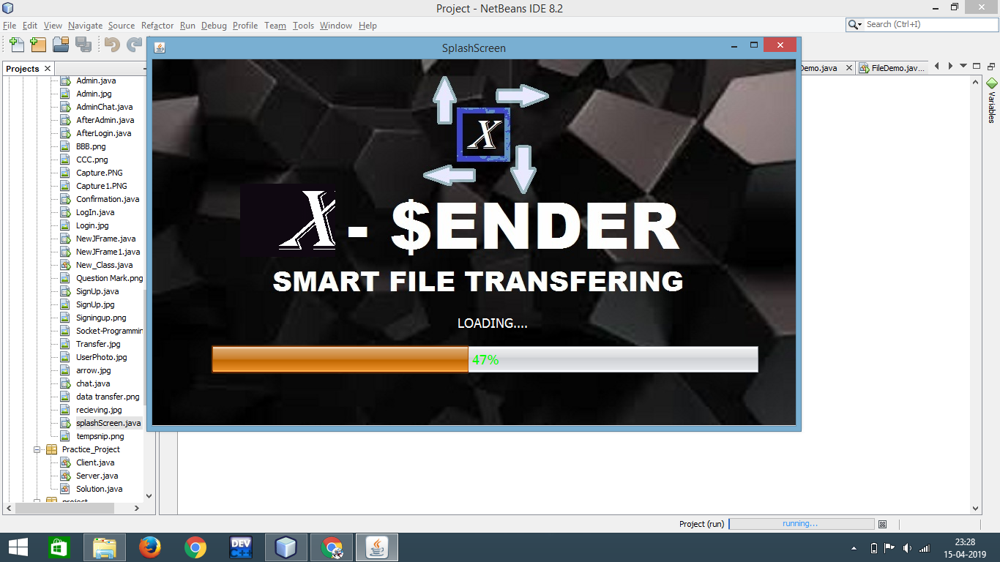 Project - NetBeans IDE 8.2
File Edit View Navigate Source Refactor Run Debug Profile Team Tools Window Help
Search (Ctrl+I)
SplashScreen
Projects
Demo.java
FileDemo.jav...
Variables
Admin.java
Admin.jpg
AdminChat.java
AfterAdmin.java
AfterLogin.java
BBB.png
CCC.png
Capture.PNG
Capture1.PNG
Confirmation.java
LogIn.java
Login.jpg
NewJFrame.java
NewJFrame1.java
New_Class.java
Question Mark.png
SignUp.java
SignUp.jpg
Signingup.png
Socket-Programmin
Transfer.jpg
UserPhoto.jpg
arrow.jpg
chat.java
data transfer.png
recieving.jpg
splashScreen.java
tempsnip.png
Practice_Project
Client.java
Server.java
Solution.java
X
X - $ENDER
SMART FILE TRANSFERING
LOADING....
47%
Project (run)
running...
DEV
C++
23:28
15-04-2019